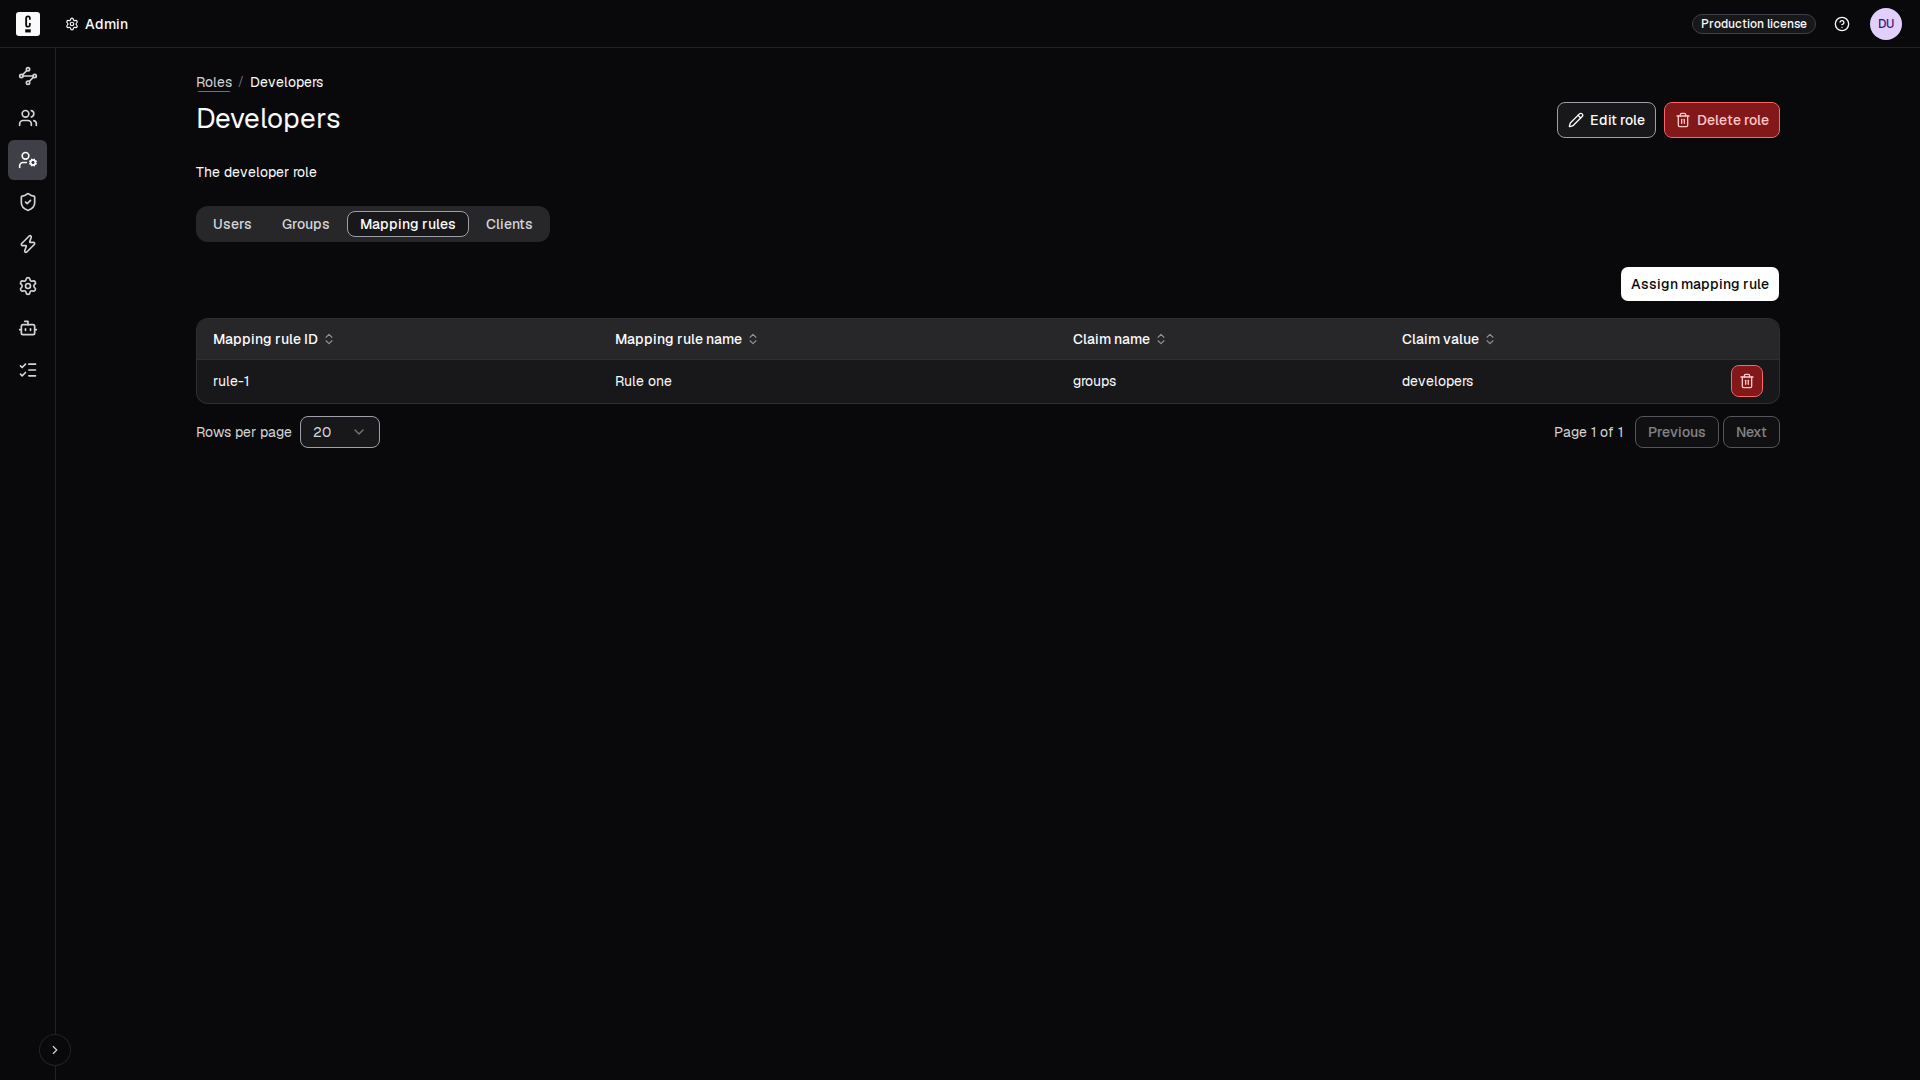 Admin
Production license
DU
Roles / Developers
Developers
Edit role
Delete role
The developer role
Users
Groups
Mapping rules
Clients
Assign mapping rule
Mapping rule ID
Mapping rule name
Claim name
Claim value
rule-1
Rule one
groups
developers
Rows per page
20
Page 1 of 1
Previous
Next